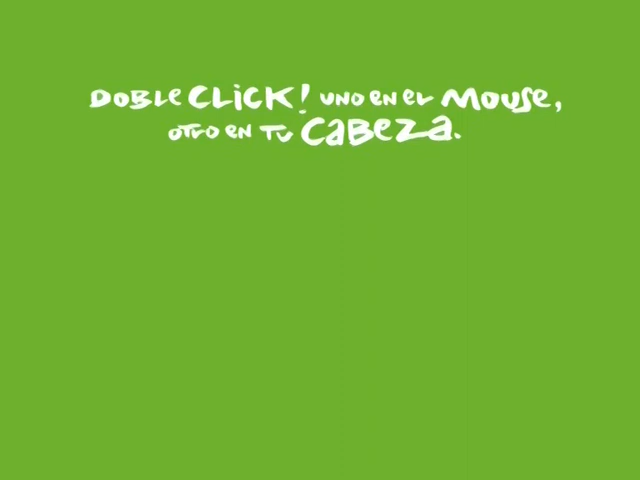 DOBLE CLICK! UNO EN EL MOUSE,
OTRO EN TU CABEZA.